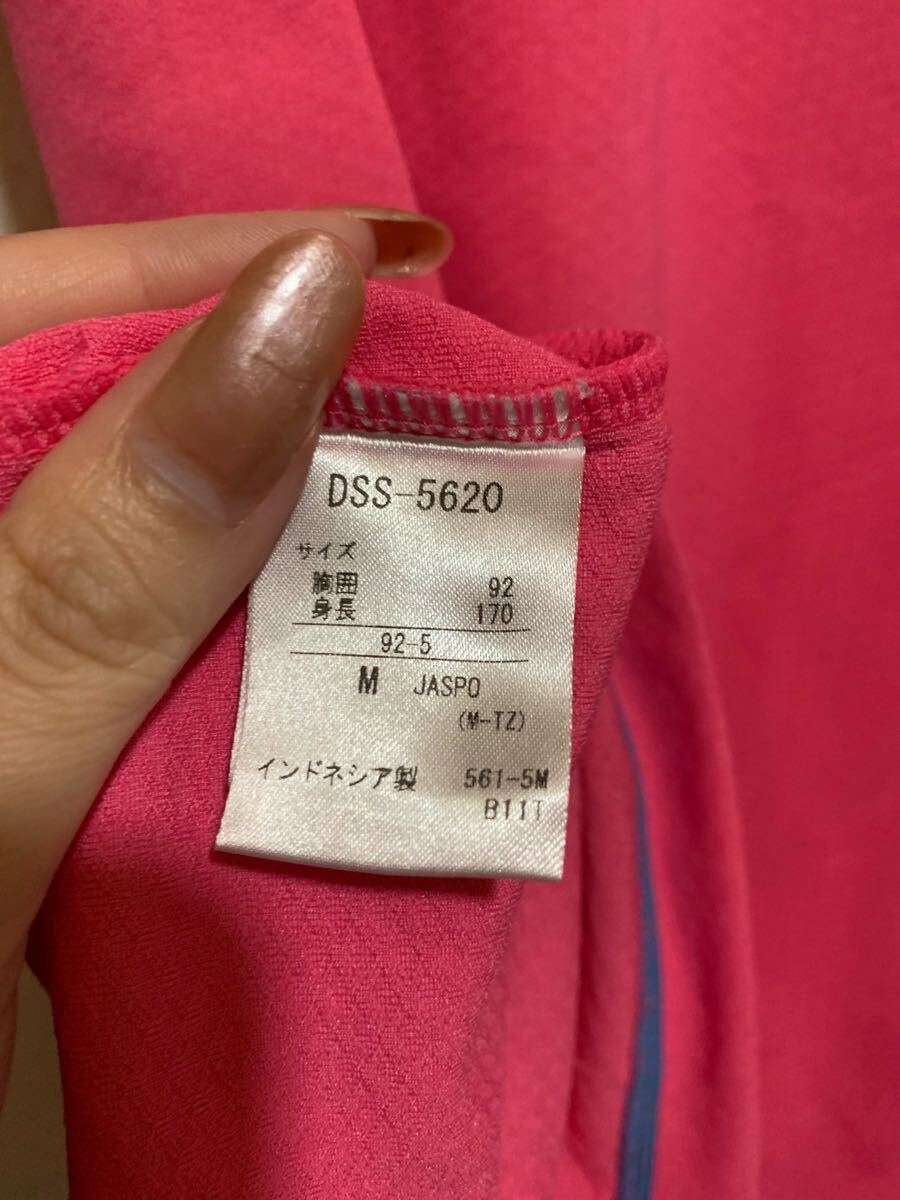 DSS-5620
サイズ
胸囲 92
身長 170
92-5
M JASPO
(M-TZ)
インドネシア製 561-5M
B11T